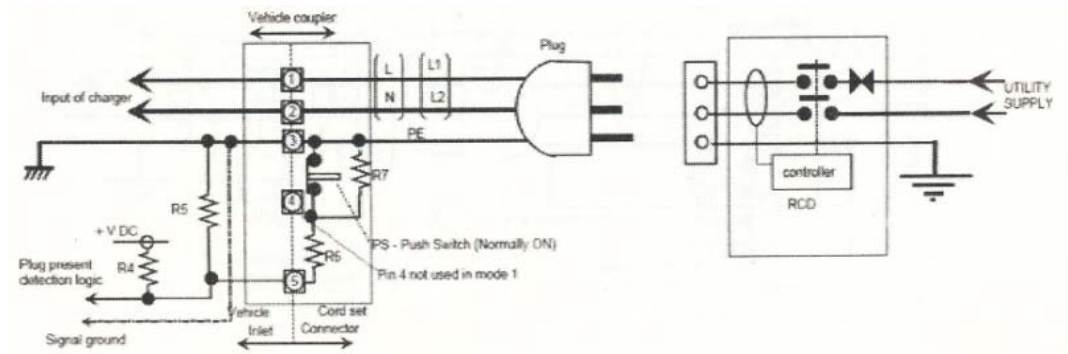 Vehicle coupler
Plug
1
L
L1
Input of charger
N
L2
2
UTILITY
SUPPLY
3
PE
controller
R7
RCD
4
R5
+ V DC
PS - Push Switch (Normally ON)
R4
R6
Pin 4 not used in mode 1
Plug present
detection logic
5
Vehicle
Inlet
Cord set
Connector
Signal ground